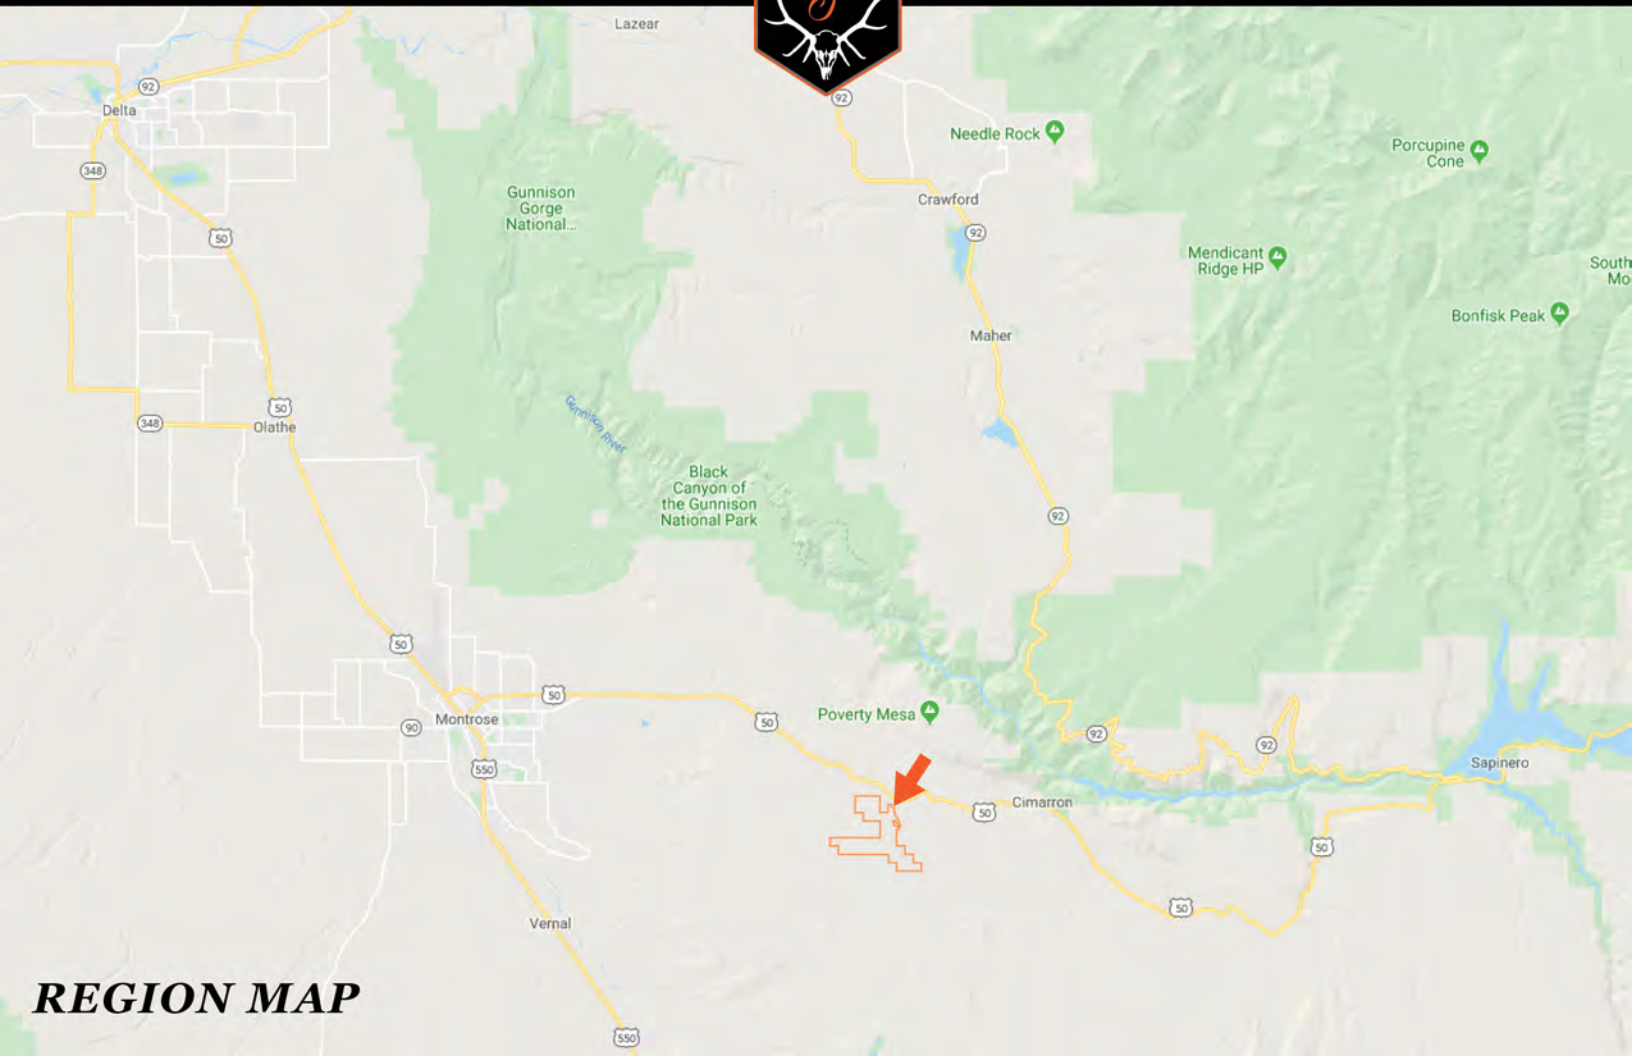 Lazear
92
Delta
92
Needle Rock
Porcupine
Cone
348
Gunnison
Gorge
National...
Crawford
50
92
Mendicant
Ridge HP
South
Mo
Bonfisk Peak
Maher
Gunnison River
50
348
Olathe
Black
Canyon of
the Gunnison
National Park
92
50
50
Poverty Mesa
90
Montrose
50
92
92
550
Sapinero
Cimarron
50
50
50
Vernal
REGION MAP
550